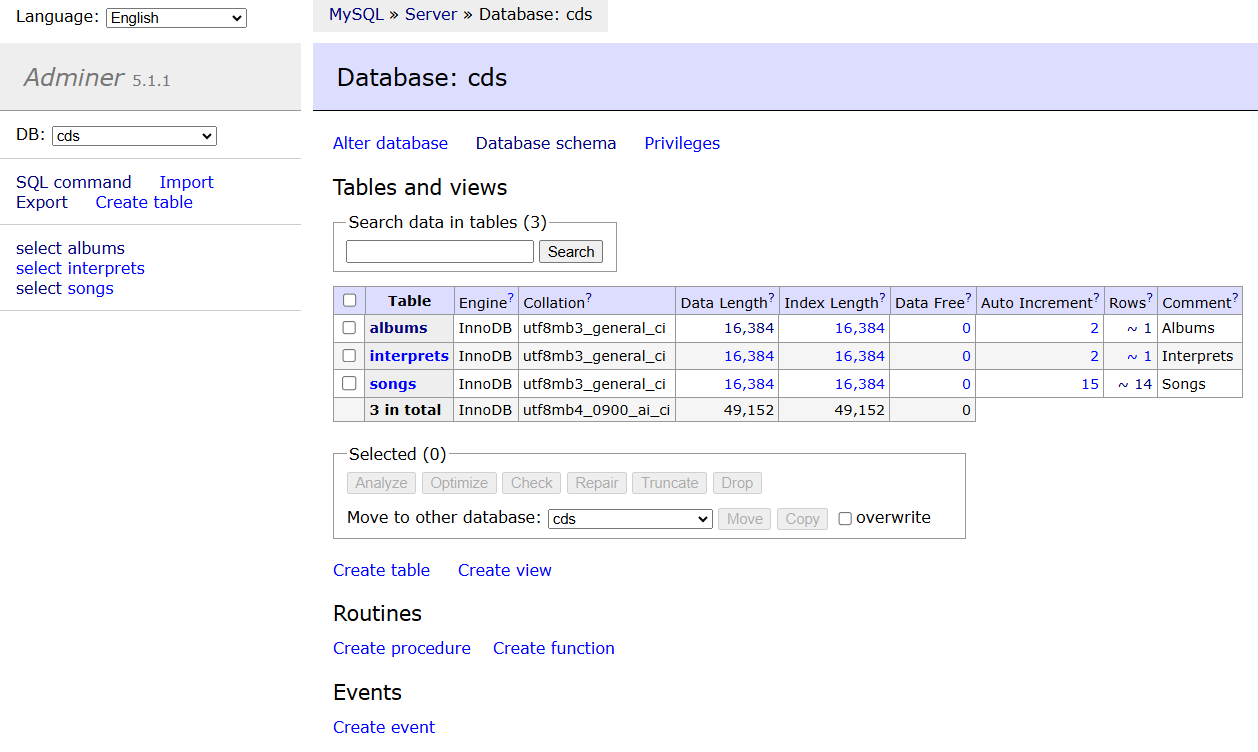 Language: English
MySQL » Server » Database: cds
Adminer 5.1.1
Database: cds
DB: cds
Alter database Database schema Privileges
SQL command Import
Export Create table
select albums
select interprets
select songs
Tables and views
Search data in tables (3)
Search
Table Engine? Collation? Data Length? Index Length? Data Free? Auto Increment? Rows? Comment?
albums InnoDB utf8mb3_general_ci 16,384 16,384 0 2 ~ 1 Albums
interprets InnoDB utf8mb3_general_ci 16,384 16,384 0 2 ~ 1 Interprets
songs InnoDB utf8mb3_general_ci 16,384 16,384 0 15 ~ 14 Songs
3 in total InnoDB utf8mb4_0900_ai_ci 49,152 49,152 0
Selected (0)
Analyze Optimize Check Repair Truncate Drop
Move to other database: cds Move Copy overwrite
Create table Create view
Routines
Create procedure Create function
Events
Create event